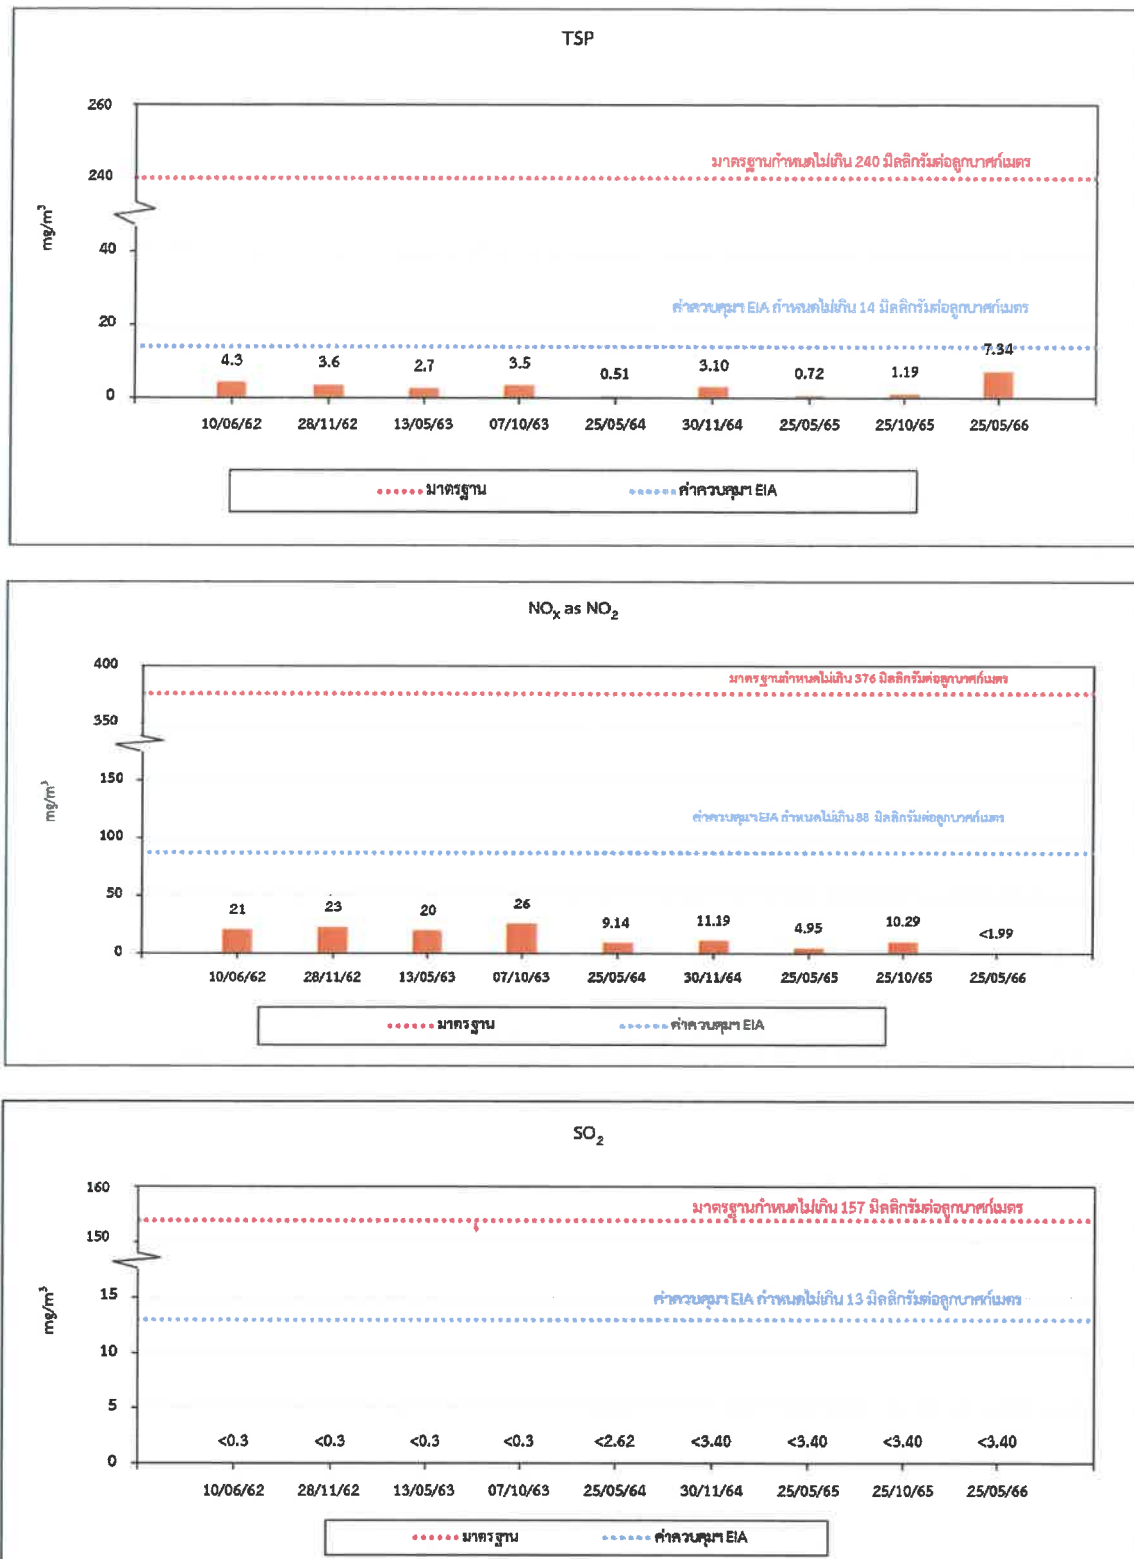 TSP
260
มาตรฐานกำหนดไม่เกิน 240 มิลลิกรัมต่อลูกบาศก์เมตร
240
mg/m³
40
ค่าควบคุมฯ EIA กำหนดไม่เกิน 14 มิลลิกรัมต่อลูกบาศก์เมตร
20
4.3 3.6 2.7 3.5 0.51 3.10 0.72 1.19 7.34
0
10/06/62 28/11/62 13/05/63 07/10/63 25/05/64 30/11/64 25/05/65 25/10/65 25/05/66
มาตรฐาน ค่าควบคุมฯ EIA
NOx as NO2
400
มาตรฐานกำหนดไม่เกิน 376 มิลลิกรัมต่อลูกบาศก์เมตร
350
150
mg/m³
ค่าควบคุมฯ EIA กำหนดไม่เกิน 88 มิลลิกรัมต่อลูกบาศก์เมตร
100
50
21 23 20 26 9.14 11.19 4.95 10.29 <1.99
0
10/06/62 28/11/62 13/05/63 07/10/63 25/05/64 30/11/64 25/05/65 25/10/65 25/05/66
มาตรฐาน ค่าควบคุมฯ EIA
SO2
160
มาตรฐานกำหนดไม่เกิน 157 มิลลิกรัมต่อลูกบาศก์เมตร
150
mg/m³
15
ค่าควบคุมฯ EIA กำหนดไม่เกิน 13 มิลลิกรัมต่อลูกบาศก์เมตร
10
5
<0.3 <0.3 <0.3 <0.3 <2.62 <3.40 <3.40 <3.40 <3.40
0
10/06/62 28/11/62 13/05/63 07/10/63 25/05/64 30/11/64 25/05/65 25/10/65 25/05/66
มาตรฐาน ค่าควบคุมฯ EIA